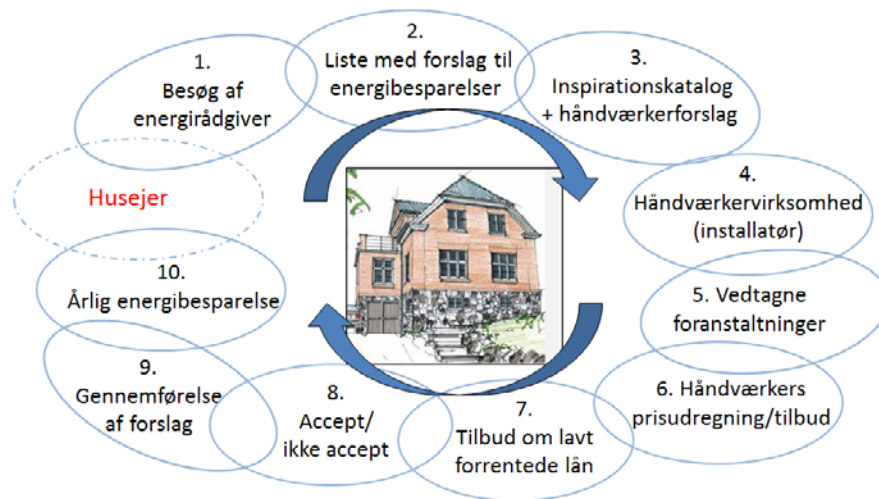 1.
Besøg af
energirådgiver
2.
Liste med forslag til
energibesparelser
3.
Inspirationskatalog
+ håndværkerforslag
4.
Håndværkervirksomhed
(installatør)
5. Vedtagne
foranstaltninger
6. Håndværkers
prisudregning/tilbud
7.
Tilbud om lavt
forrentede lån
8.
Accept/
ikke accept
9.
Gennemførelse
af forslag
10.
Årlig energibesparelse
Husejer